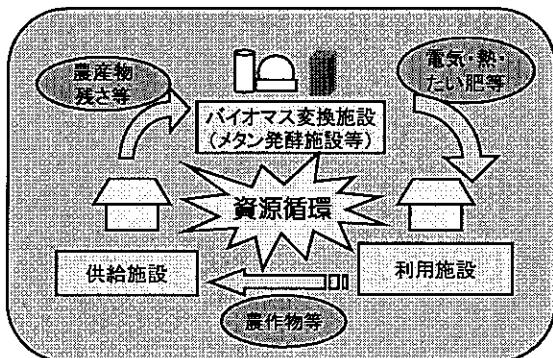 農産物
残さ等
電気・熱・
たい肥等
バイオマス変換施設
(メタン発酵施設等)
資源循環
供給施設
利用施設
農作物等